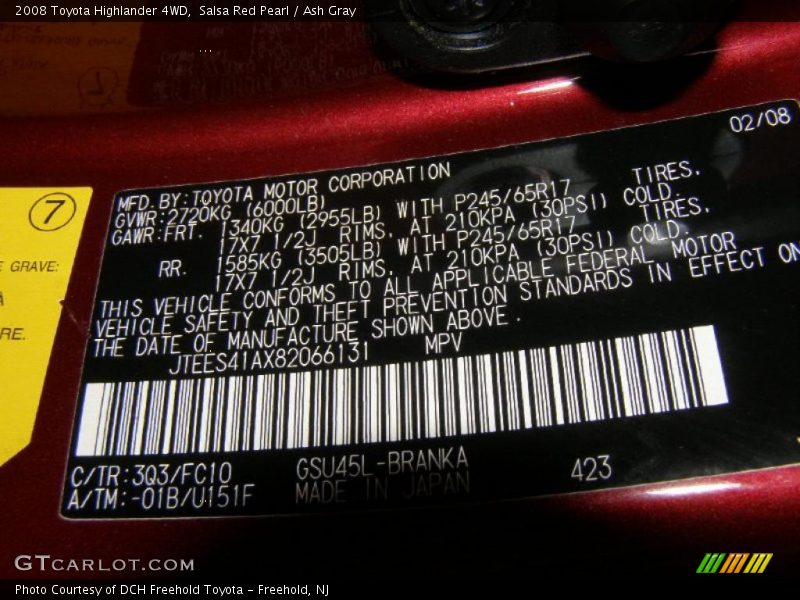 2008 Toyota Highlander 4WD,  Salsa Red Pearl / Ash Gray
02/08
MFD. BY: TOYOTA MOTOR CORPORATION
GVWR: 2720KG (6000LB)
GAWR: FRT. 1340KG (2955LB) WITH P245/65R17 TIRES,
17X7 1/2J RIMS, AT 210KPA (30PSI) COLD.
RR. 1585KG (3505LB) WITH P245/65R17 TIRES,
17X7 1/2J RIMS, AT 210KPA (30PSI) COLD.
THIS VEHICLE CONFORMS TO ALL APPLICABLE FEDERAL MOTOR
VEHICLE SAFETY AND THEFT PREVENTION STANDARDS IN EFFECT ON
THE DATE OF MANUFACTURE SHOWN ABOVE.
JTEES41AX82066131 MPV
C/TR: 3Q3/FC10 GSU45L-BRANKA 423
A/TM: -01B/U151F MADE IN JAPAN
7
E GRAVE:
RE.
GTCARLOT.COM
Photo Courtesy of DCH Freehold Toyota - Freehold, NJ